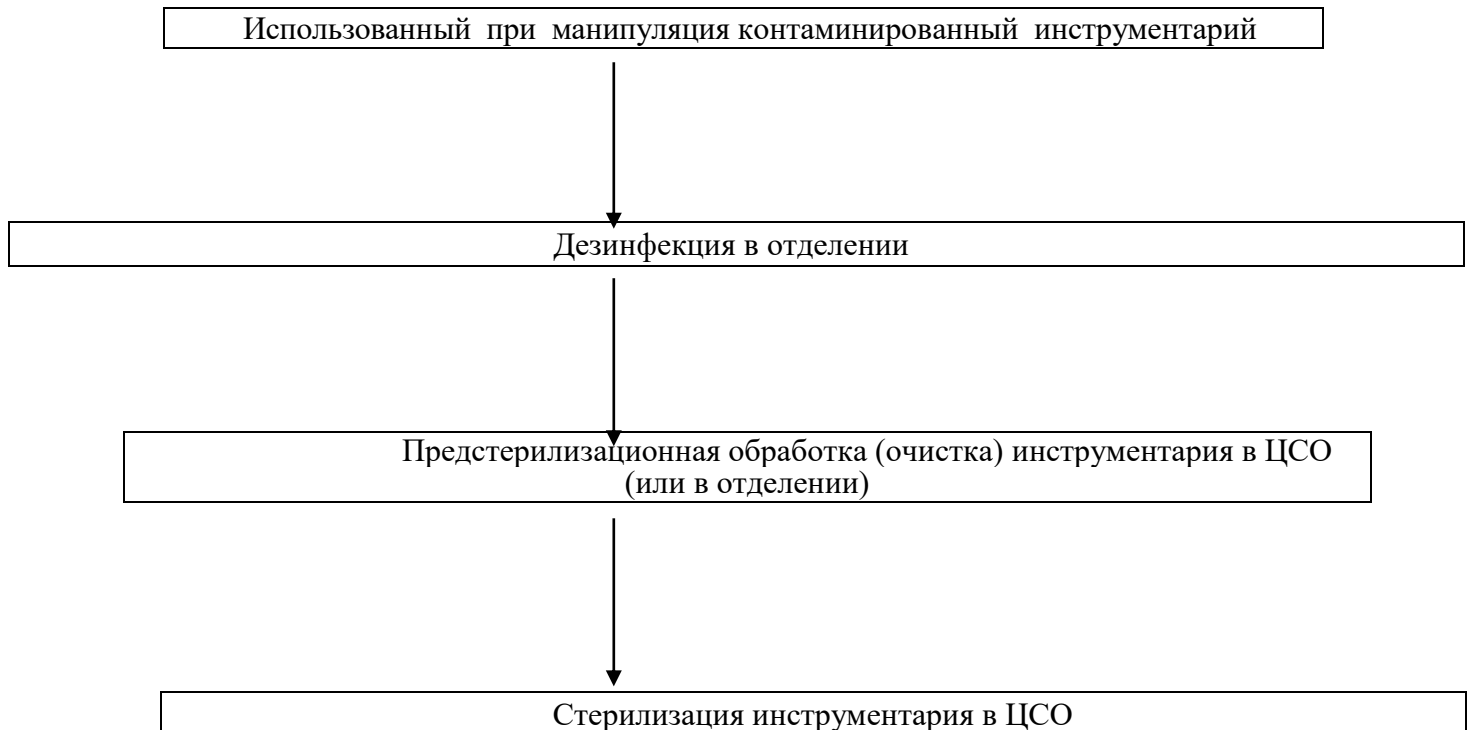 Использованный при манипуляция контаминированный инструментарий
Дезинфекция в отделении
Предстерилизационная обработка (очистка) инструментария в ЦСО
(или в отделении)
Стерилизация инструментария в ЦСО